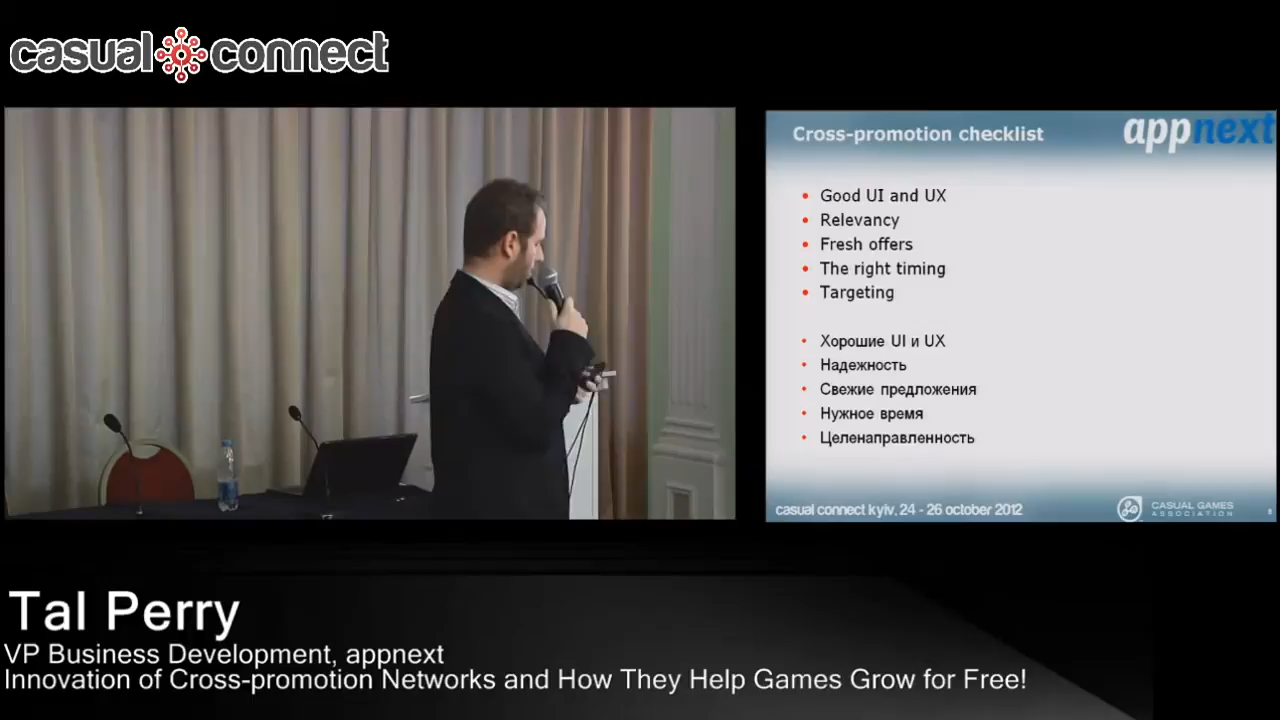 casual connect
Cross-promotion checklist
appnext
• Good UI and UX
• Relevancy
• Fresh offers
• The right timing
• Targeting
• Хорошие UI и UX
• Надежность
• Свежие предложения
• Нужное время
• Целенаправленность
casual connect kyiv, 24 - 26 october 2012
CASUAL GAMES
ASSOCIATION
Tal Perry
VP Business Development, appnext
Innovation of Cross-promotion Networks and How They Help Games Grow for Free!